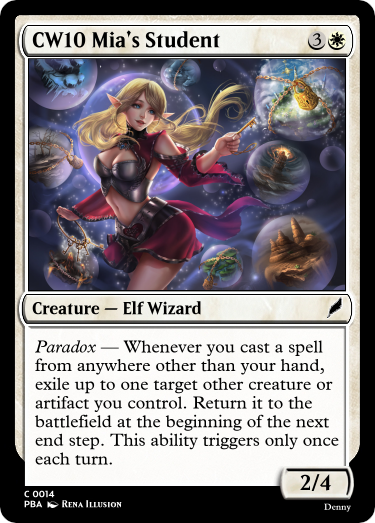 CW10 Mia's Student 3
Creature — Elf Wizard
Paradox — Whenever you cast a spell
from anywhere other than your hand,
exile up to one target other creature or
artifact you control. Return it to the
battlefield at the beginning of the next
end step. This ability triggers only once
each turn.
2/4
C 0014
PBA Rena Illusion
Denny